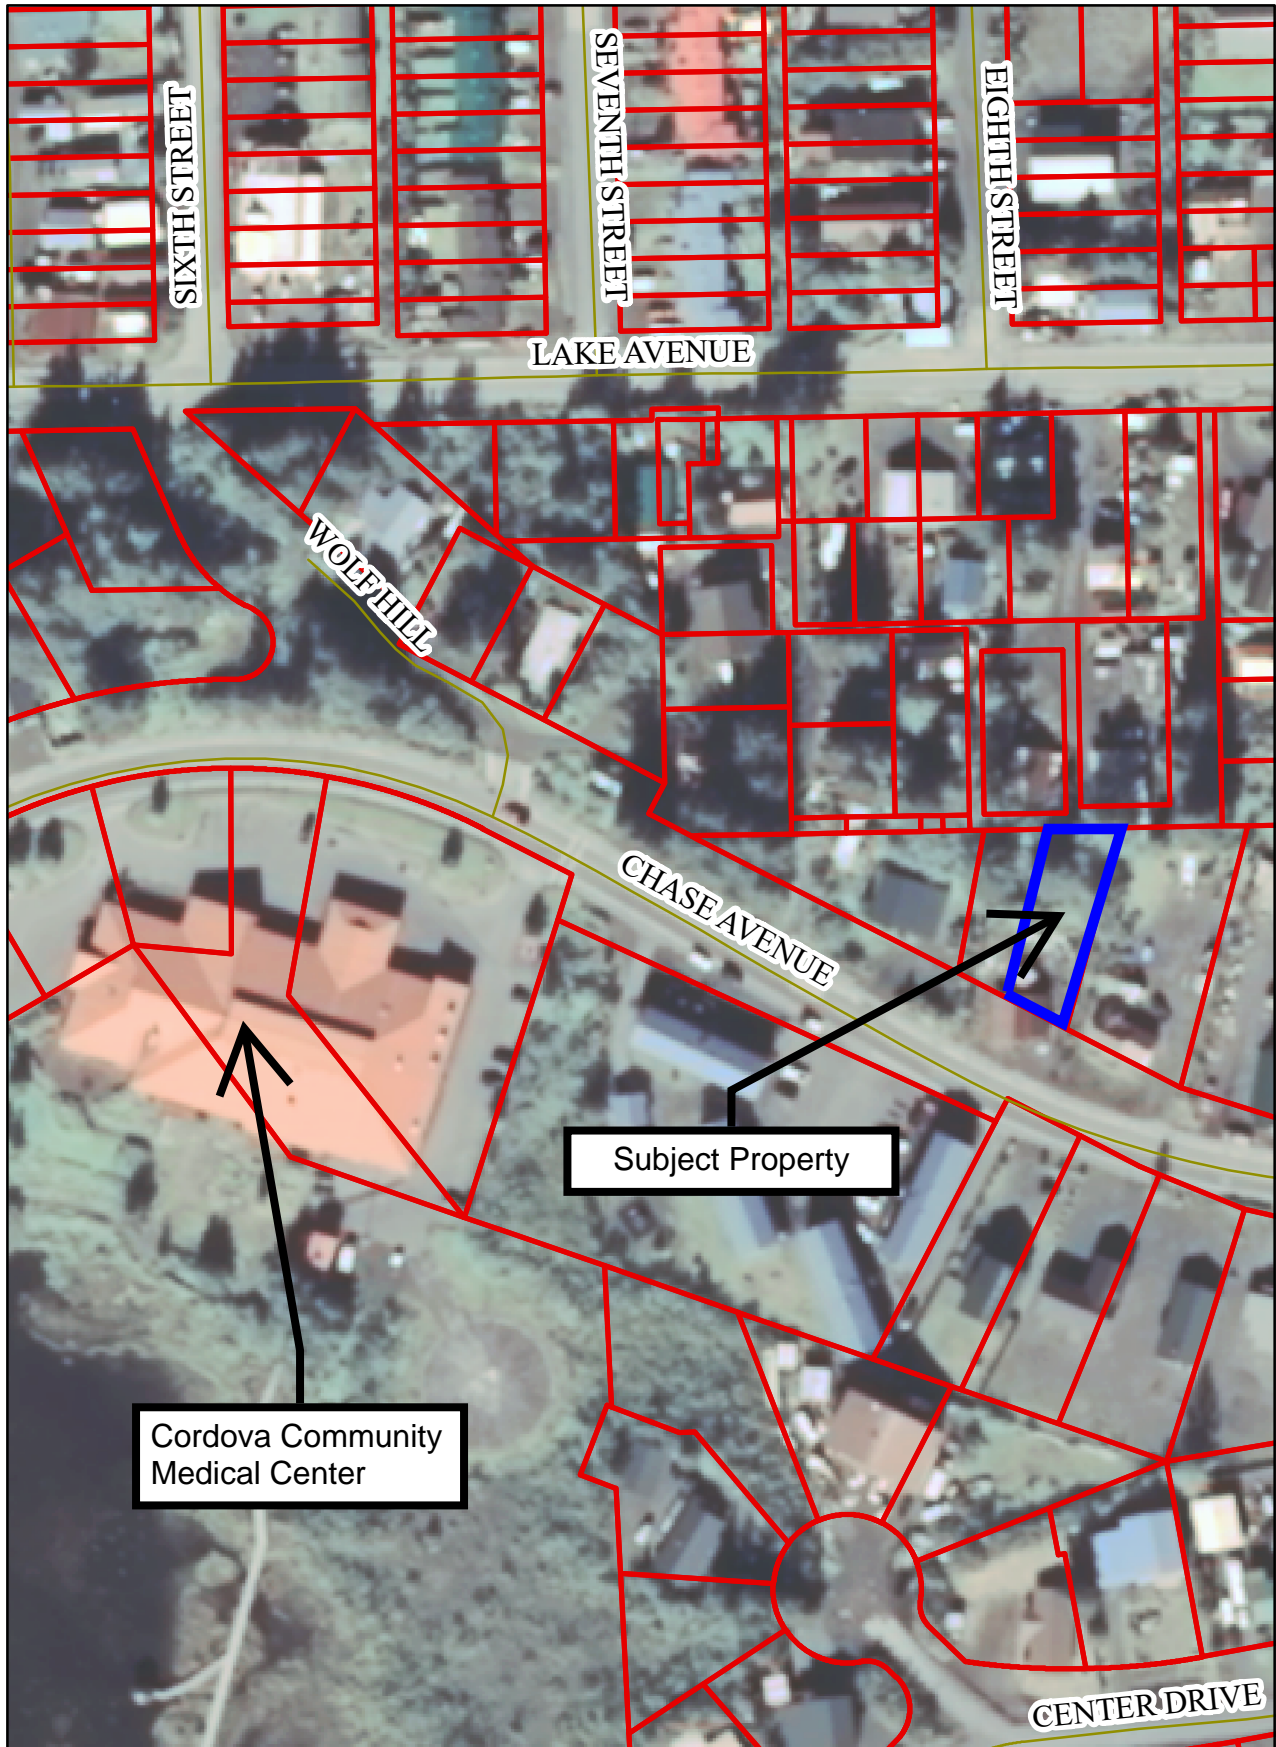 SIXTH STREET
SEVENTH STREET
EIGHTH STREET
LAKE AVENUE
WOLF HILL
CHASE AVENUE
Subject Property
Cordova Community
Medical Center
CENTER DRIVE